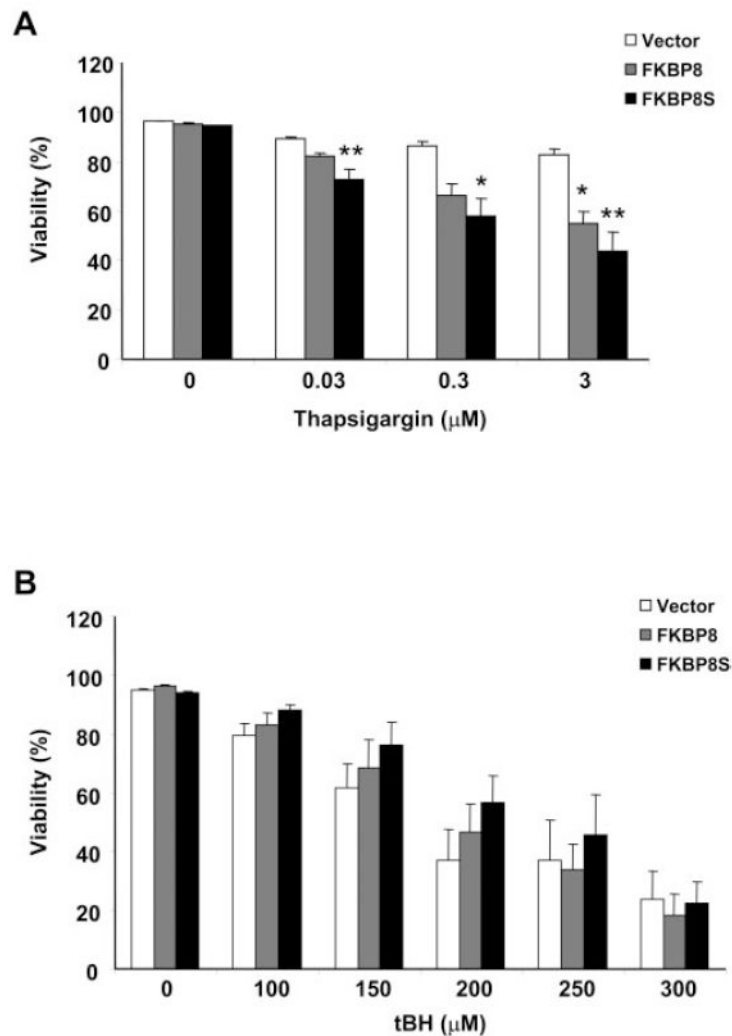 A
Vector
FKBP8
FKBP8S
120
100
80
60
40
20
0
Viability (%)
**
*
*
**
0 0.03 0.3 3
Thapsigargin (μM)
B
Vector
FKBP8
FKBP8S
120
100
80
60
40
20
0
Viability (%)
0 100 150 200 250 300
tBH (μM)